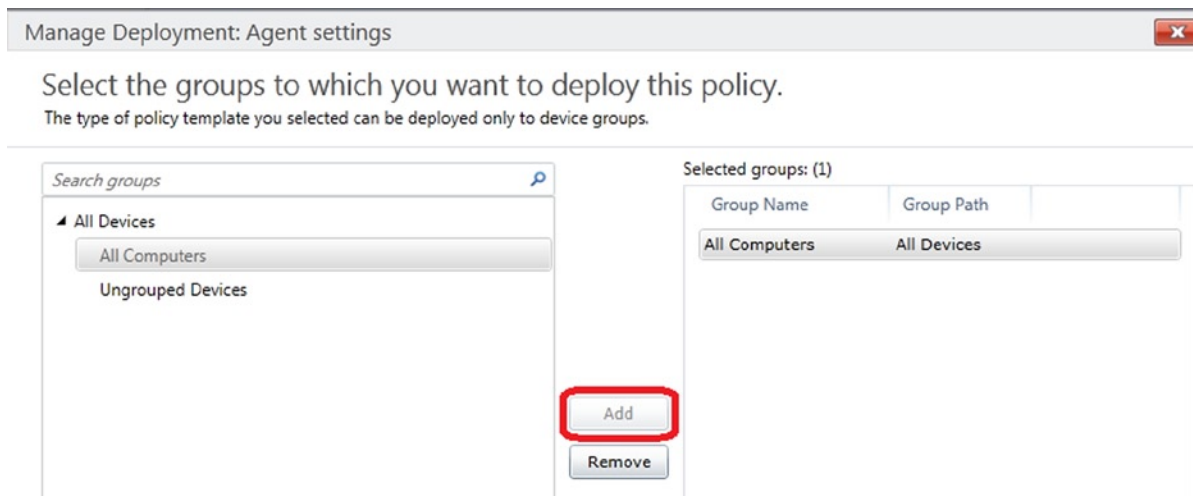 Manage Deployment: Agent settings
Select the groups to which you want to deploy this policy.
The type of policy template you selected can be deployed only to device groups.
Search groups
All Devices
All Computers
Ungrouped Devices
Add
Remove
Selected groups: (1)
Group Name Group Path
All Computers All Devices